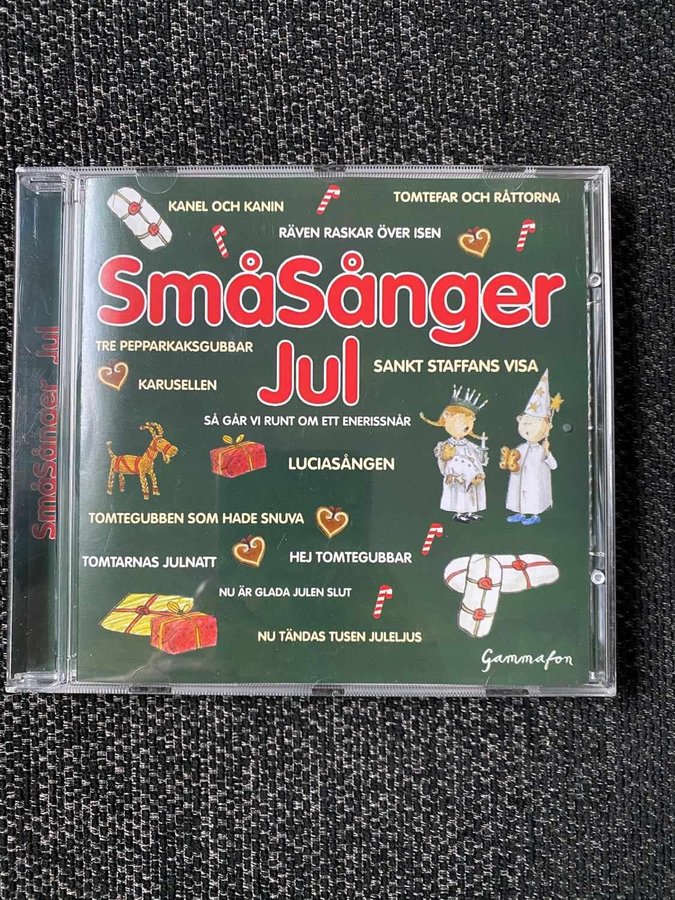 KANEL OCH KANIN
TOMTEFAR OCH RÅTTORNA
RÄVEN RASKAR ÖVER ISEN
SmåSånger
Jul
TRE PEPPARKAKSGUBBAR
SANKT STAFFANS VISA
KARUSELLEN
SÅ GÅR VI RUNT OM ETT ENERISSNÅR
LUCIASÅNGEN
TOMTEGUBBEN SOM HADE SNUVA
TOMTARNAS JULNATT
HEJ TOMTEGUBBAR
NU ÄR GLADA JULEN SLUT
NU TÄNDAS TUSEN JULELJUS
Gammafon
SmåSånger Jul